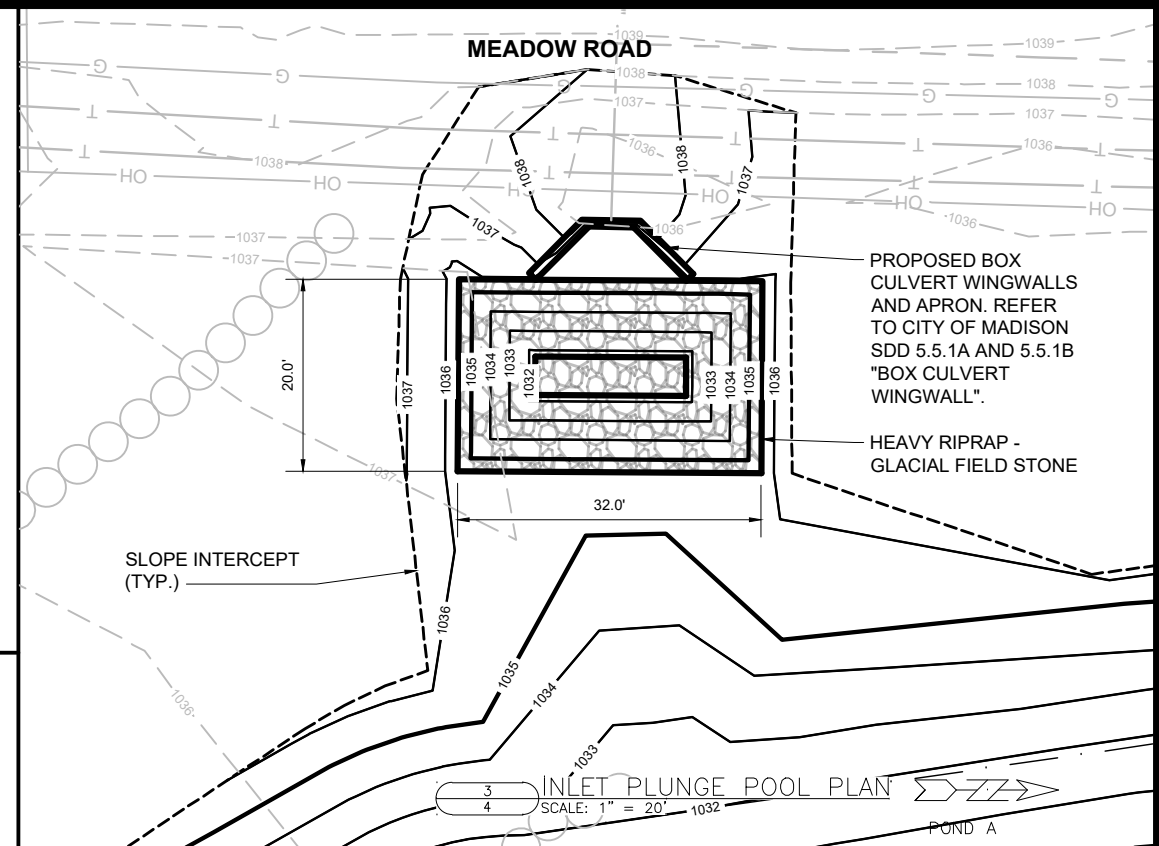 MEADOW ROAD
1039
1039
1038
1038
G
G
G
G
G
1037
1037
T
T
T
T
T
1038
1036
1036
HO
HO
HO
HO
HO
1038
1038
1037
1036
1036
1037
1037
1037
PROPOSED BOX
CULVERT WINGWALLS
AND APRON. REFER
TO CITY OF MADISON
SDD 5.5.1A AND 5.5.1B
"BOX CULVERT
WINGWALL".
20.0'
1037
1036
1035
1034
1033
1032
1033
1034
1035
1036
HEAVY RIPRAP -
GLACIAL FIELD STONE
1037
32.0'
SLOPE INTERCEPT
(TYP.)
1036
1036
1035
1034
1033
3
4
INLET PLUNGE POOL PLAN
SCALE: 1" = 20'
1032
POND A